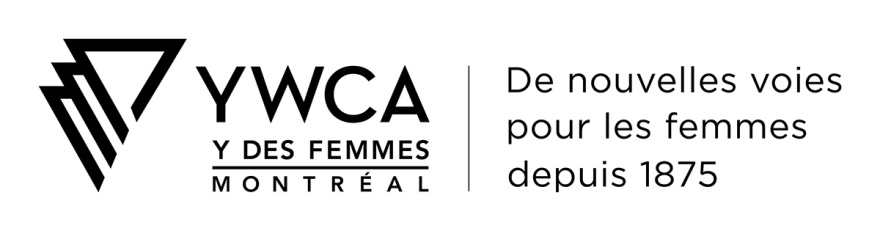 YWCA
Y DES FEMMES
MONTRÉAL
De nouvelles voies
pour les femmes
depuis 1875